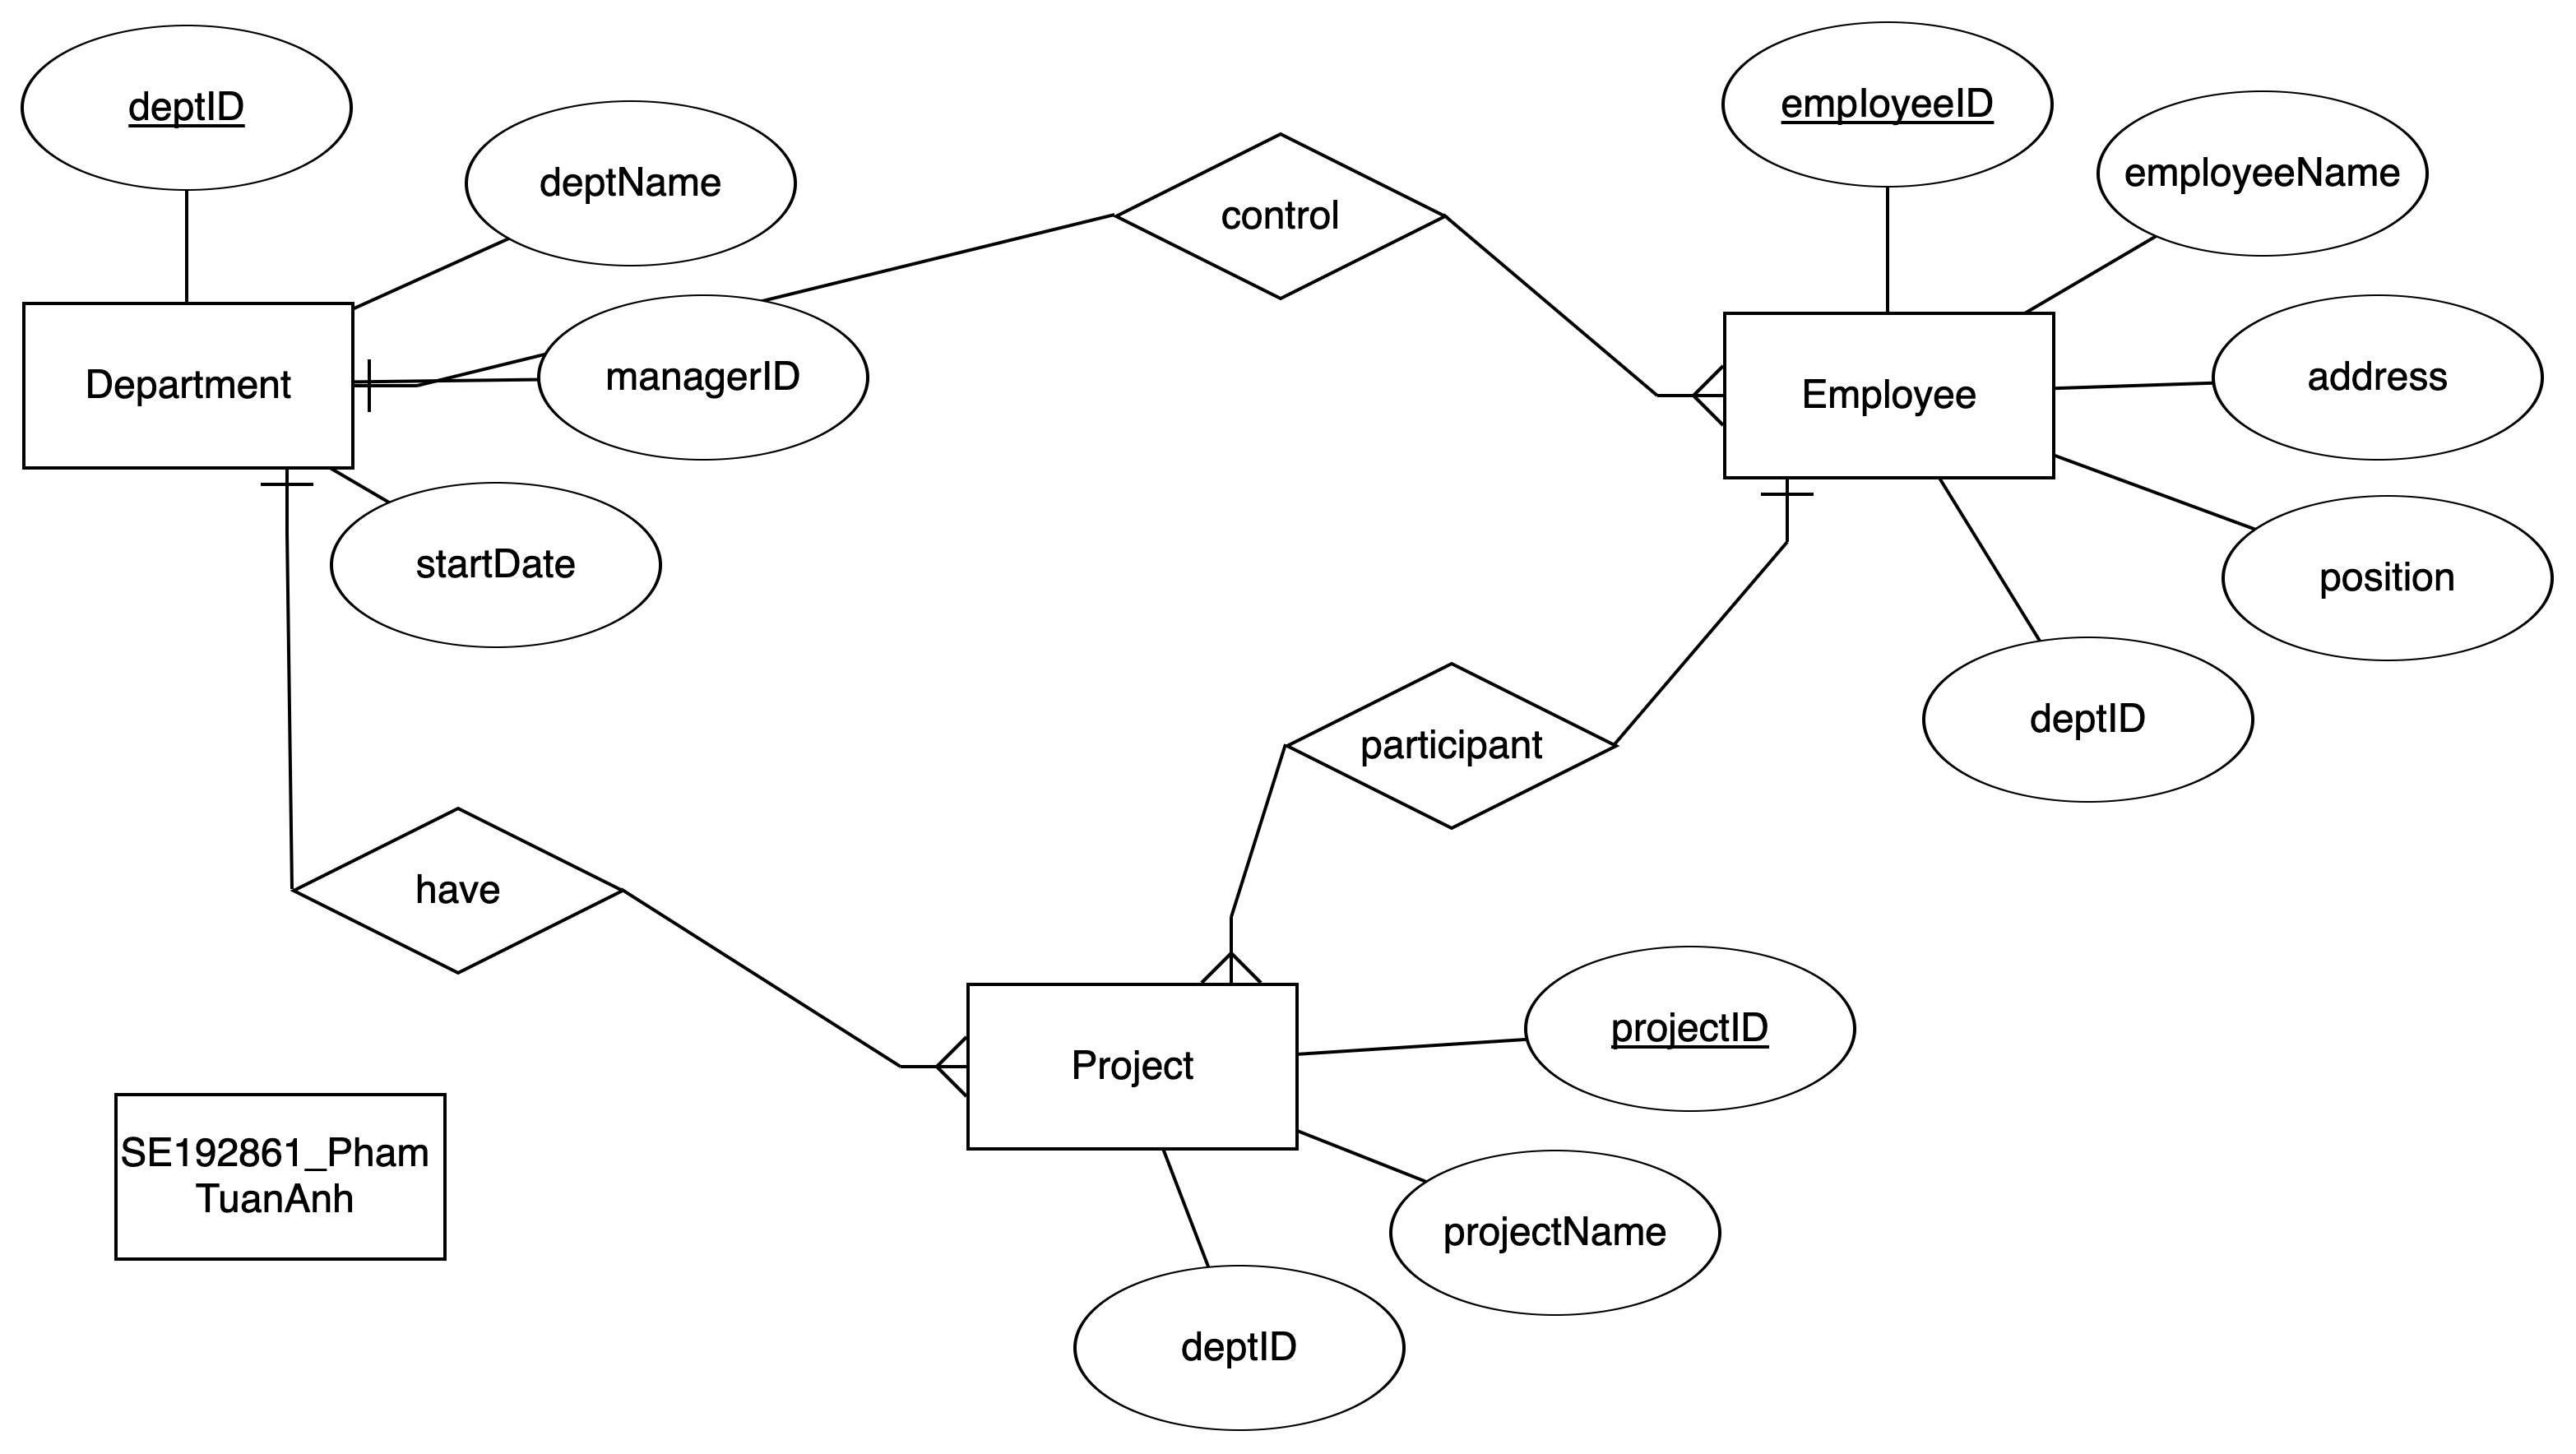 deptID
deptName
managerID
startDate
Department
control
employeeID
employeeName
address
position
deptID
Employee
participant
have
Project
projectID
projectName
deptID
SE192861_Pham
TuanAnh